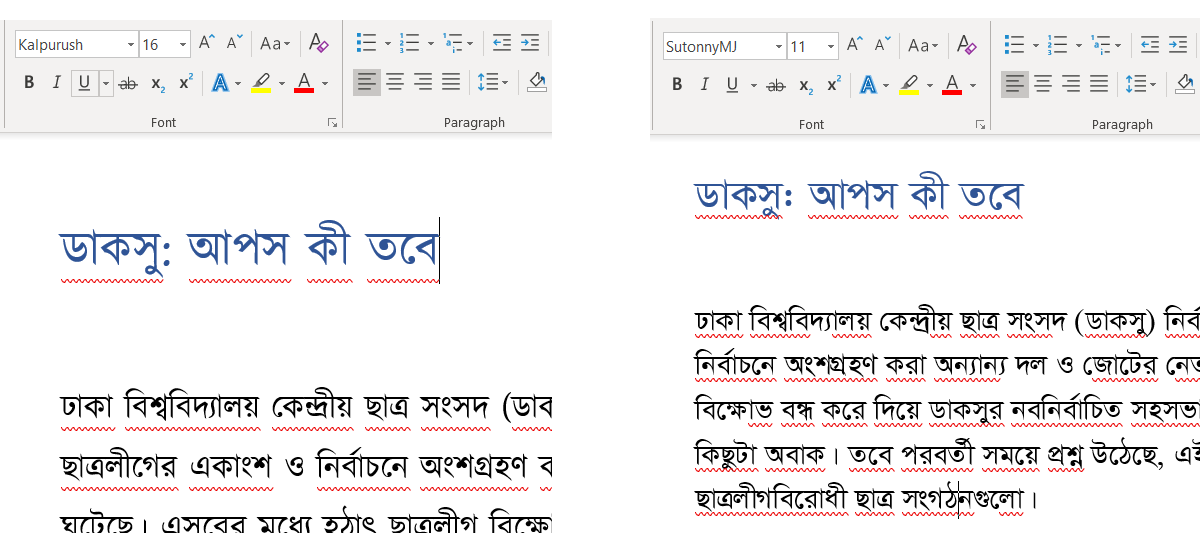 Kalpurush 16 A A Aa A
B I U ab x₂ x² A A
Font Paragraph
ডাকসু: আপস কী তবে
ঢাকা বিশ্ববিদ্যালয় কেন্দ্রীয় ছাত্র সংসদ (ডাক
ছাত্রলীগের একাংশ ও নির্বাচনে অংশগ্রহণ
ঘটেছে। এসবের মধ্যে হঠাৎ ছাত্রলীগ বিক্ষো
SutonnyMJ 11 A A Aa A
B I U ab x₂ x² A A
Font Paragraph
ডাকসু: আপস কী তবে
ঢাকা বিশ্ববিদ্যালয় কেন্দ্রীয় ছাত্র সংসদ (ডাকসু) নির্ব
নির্বাচনে অংশগ্রহণ করা অন্যান্য দল ও জোটের নেত
বিক্ষোভ বন্ধ করে দিয়ে ডাকসুর নবনির্বাচিত সহসভা
কিছুটা অবাক। তবে পরবর্তী সময়ে প্রশ্ন উঠেছে, এই
ছাত্রলীগবিরোধী ছাত্র সংগঠনগুলো।